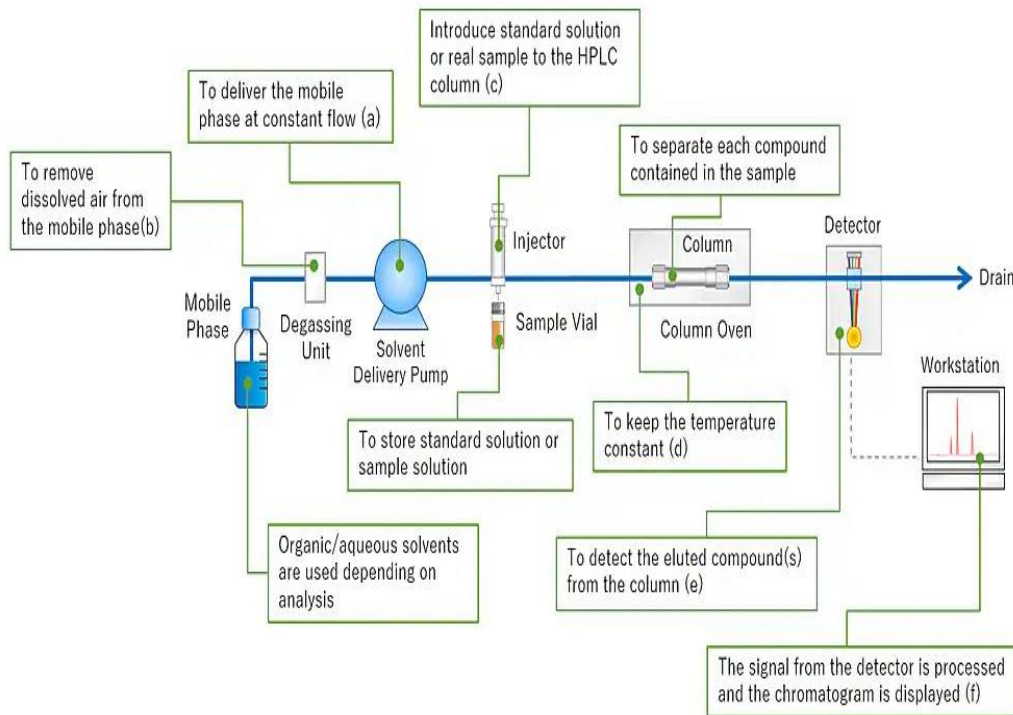 Introduce standard solution
or real sample to the HPLC
column (c)
To deliver the mobile
phase at constant flow (a)
To separate each compound
contained in the sample
To remove
dissolved air from
the mobile phase(b)
Injector
Column
Detector
Drain
Mobile
Phase
Degassing
Unit
Solvent
Delivery Pump
Sample Vial
Column Oven
Workstation
To store standard solution or
sample solution
To keep the temperature
constant (d)
Organic/aqueous solvents
are used depending on
analysis
To detect the eluted compound(s)
from the column (e)
The signal from the detector is processed
and the chromatogram is displayed (f)